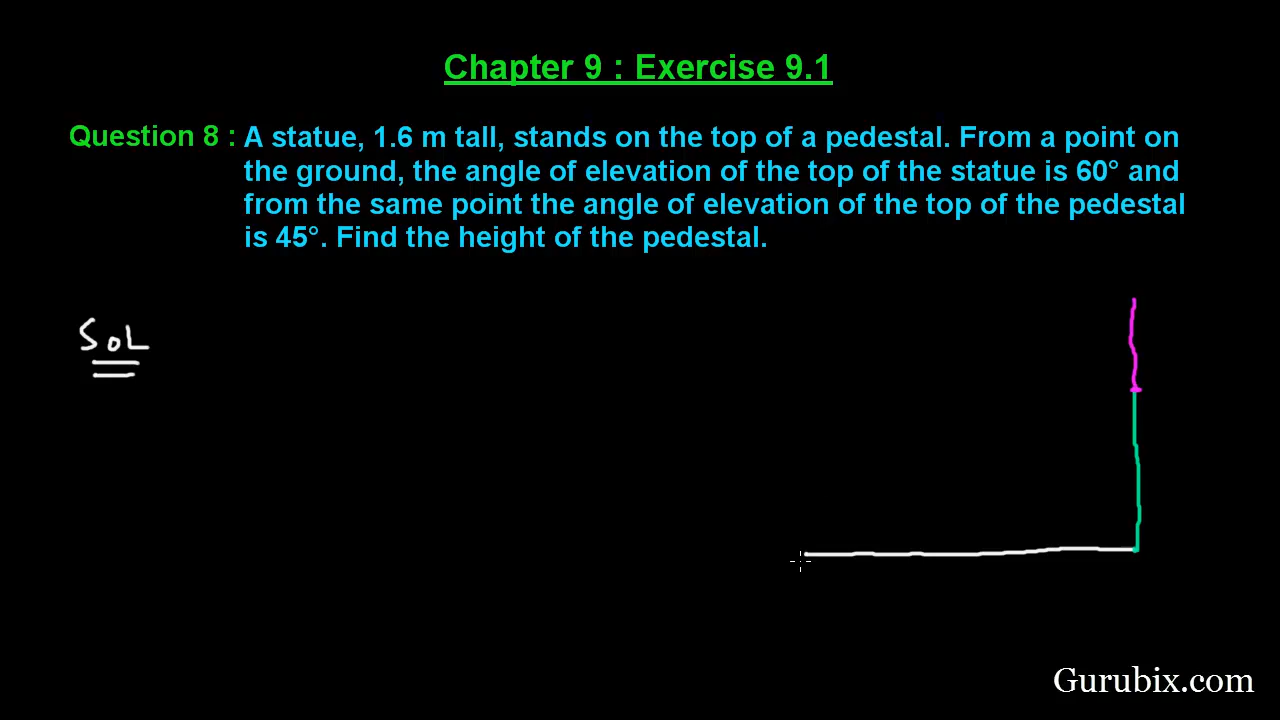 Chapter 9 : Exercise 9.1
Question 8 : A statue, 1.6 m tall, stands on the top of a pedestal. From a point on
the ground, the angle of elevation of the top of the statue is 60° and
from the same point the angle of elevation of the top of the pedestal
is 45°. Find the height of the pedestal.
SoL
Gurubix.com